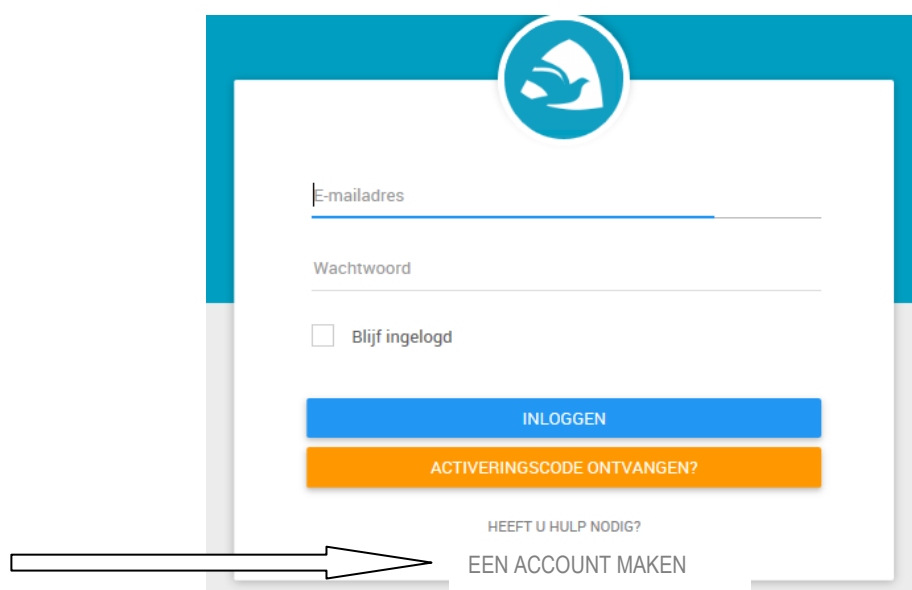 E-mailadres
Wachtwoord
Blijf ingelogd
INLOGGEN
ACTIVERINGSCODE ONTVANGEN?
HEEFT U HULP NODIG?
EEN ACCOUNT MAKEN